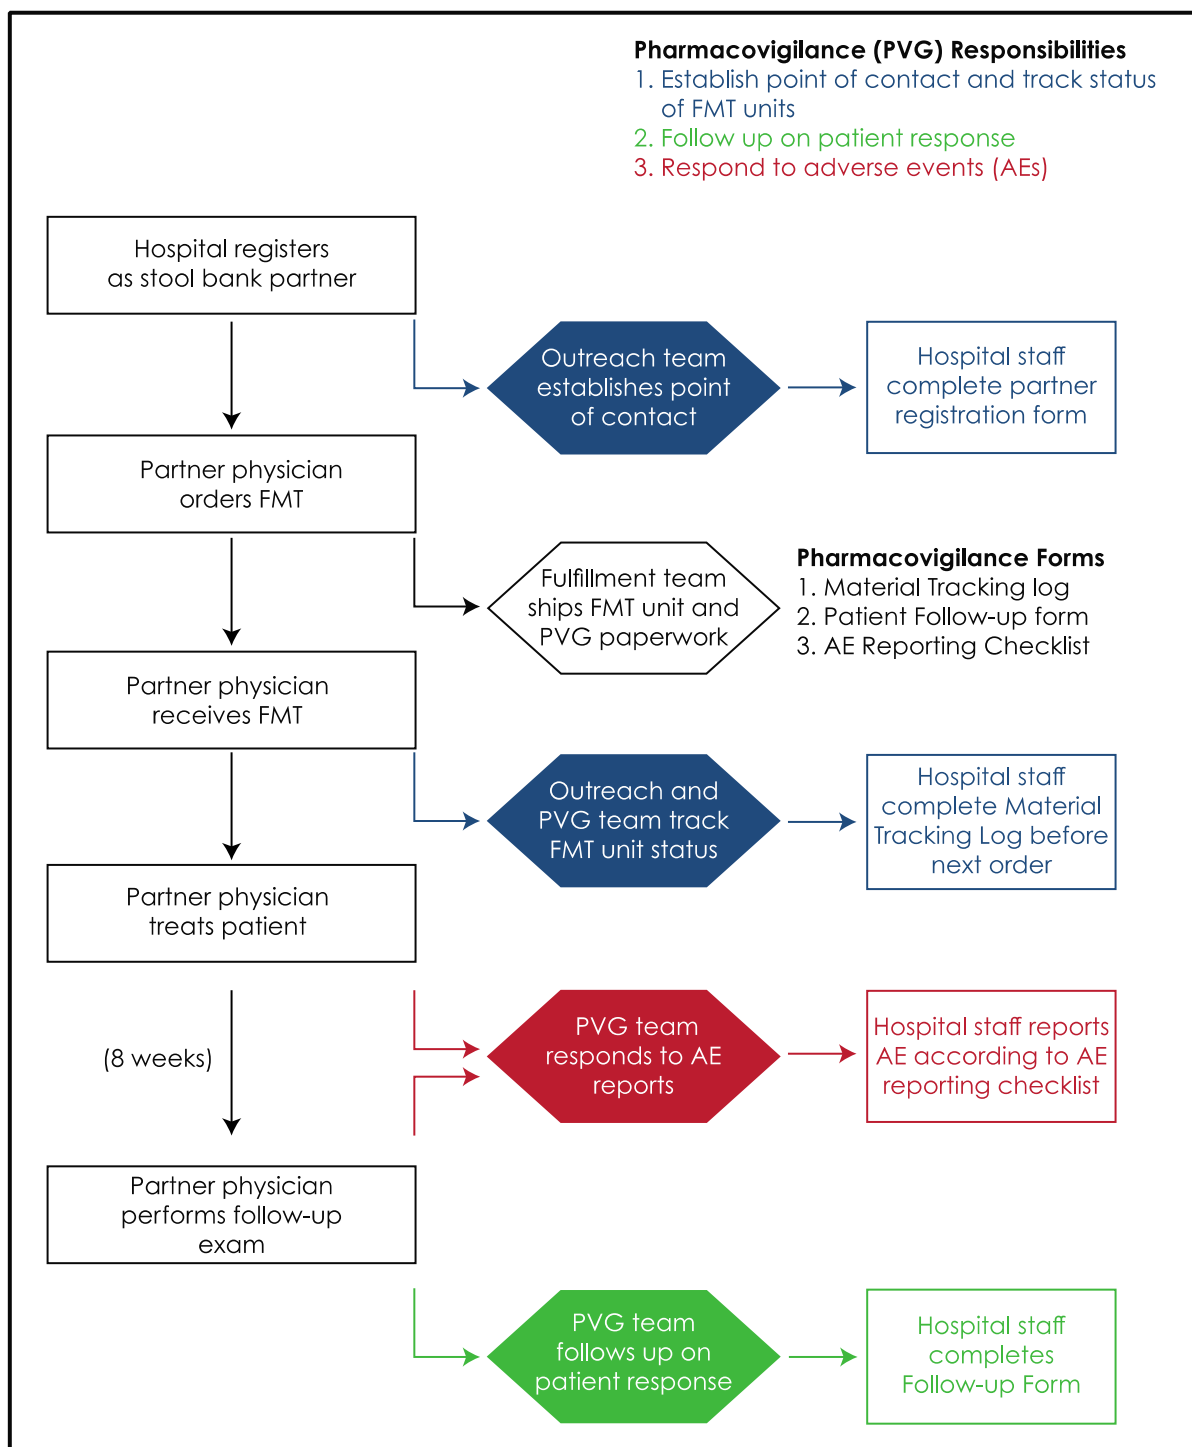 Pharmacovigilance (PVG) Responsibilities
1. Establish point of contact and track status
of FMT units
2. Follow up on patient response
3. Respond to adverse events (AEs)
Hospital registers
as stool bank partner
Outreach team
establishes point
of contact
Hospital staff
complete partner
registration form
Partner physician
orders FMT
Fulfillment team
ships FMT unit and
PVG paperwork
Pharmacovigilance Forms
1. Material Tracking log
2. Patient Follow-up form
3. AE Reporting Checklist
Partner physician
receives FMT
Outreach and
PVG team track
FMT unit status
Hospital staff
complete Material
Tracking Log before
next order
Partner physician
treats patient
(8 weeks)
PVG team
responds to AE
reports
Hospital staff reports
AE according to AE
reporting checklist
Partner physician
performs follow-up
exam
PVG team
follows up on
patient response
Hospital staff
completes
Follow-up Form